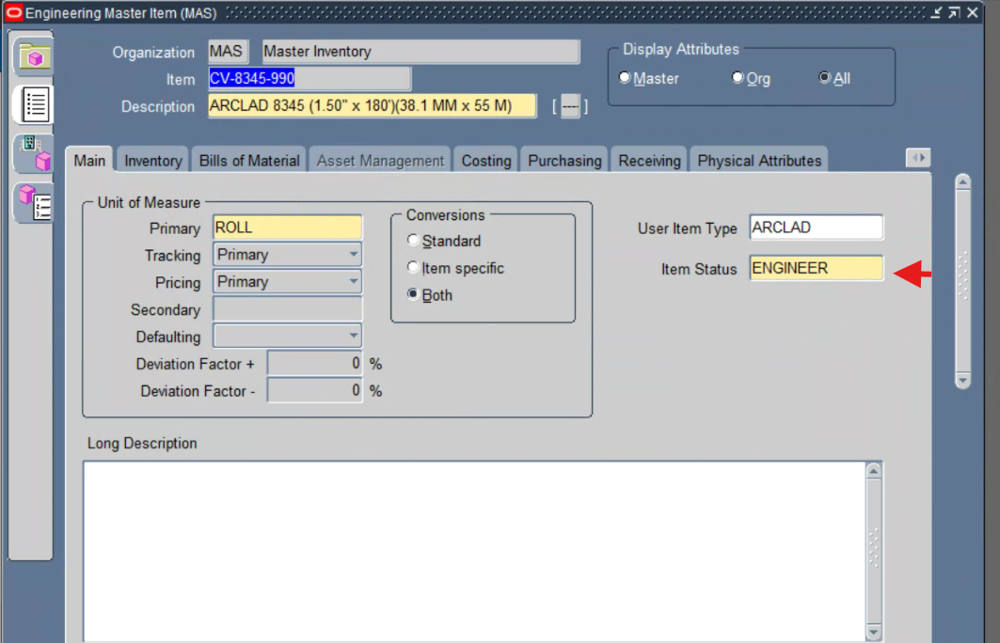 Engineering Master Item (MAS)
Organization MAS Master Inventory
Item CV-8345-990
Description ARCLAD 8345 (1.50" x 180')(38.1 MM x 55 M) [ ---- ]
Display Attributes
Master Org All
Main Inventory Bills of Material Asset Management Costing Purchasing Receiving Physical Attributes
Unit of Measure
Primary ROLL
Tracking Primary
Pricing Primary
Secondary
Defaulting
Deviation Factor + 0 %
Deviation Factor - 0 %
Conversions
Standard
Item specific
Both
User Item Type ARCLAD
Item Status ENGINEER
Long Description